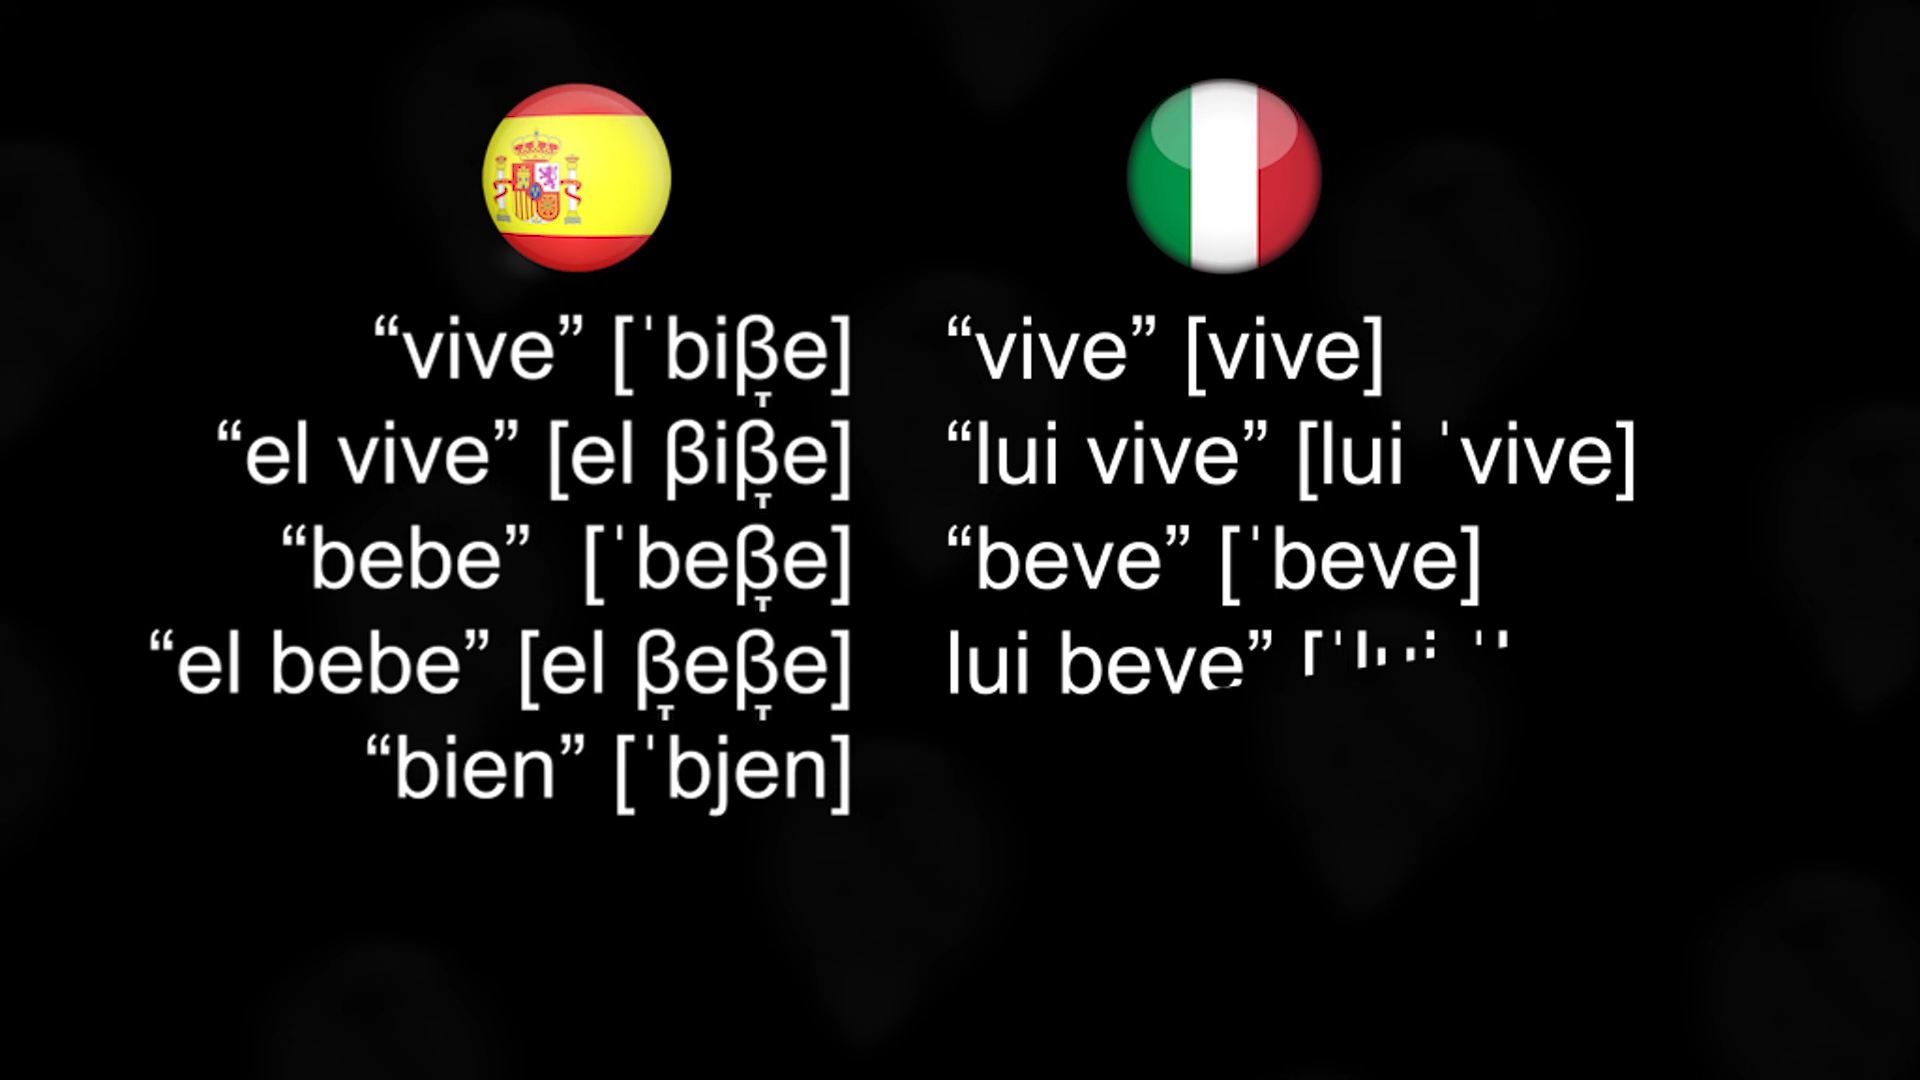 “vive” [ˈbiβ̞e]
“el vive” [el βiβ̞e]
“bebe” [ˈbeβ̞e]
“el bebe” [el β̞eβ̞e]
“bien” [ˈbjen]
“vive” [vive]
“lui vive” [lui ˈvive]
“beve” [ˈbeve]
lui beve”